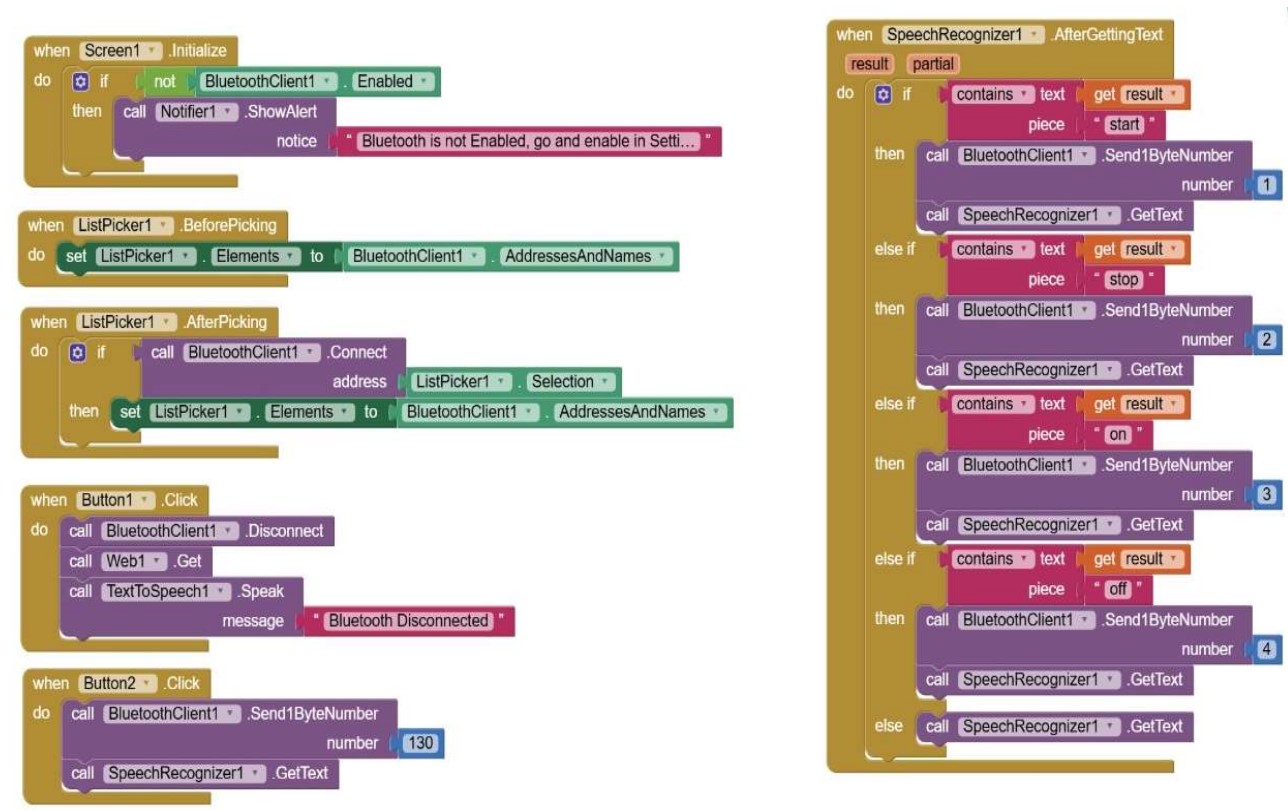 when Screen1 .Initialize
do if not BluetoothClient1 . Enabled
then call Notifier1 .ShowAlert
notice " Bluetooth is not Enabled, go and enable in Setti... "
when ListPicker1 .BeforePicking
do set ListPicker1 . Elements to BluetoothClient1 . AddressesAndNames
when ListPicker1 .AfterPicking
do if call BluetoothClient1 .Connect
address ListPicker1 . Selection
then set ListPicker1 . Elements to BluetoothClient1 . AddressesAndNames
when Button1 .Click
do call BluetoothClient1 .Disconnect
call Web1 .Get
call TextToSpeech1 .Speak
message " Bluetooth Disconnected "
when Button2 .Click
do call BluetoothClient1 .Send1ByteNumber
number 130
call SpeechRecognizer1 .GetText
when SpeechRecognizer1 .AfterGettingText
result partial
do if contains text get result
piece " start "
then call BluetoothClient1 .Send1ByteNumber
number 1
call SpeechRecognizer1 .GetText
else if contains text get result
piece " stop "
then call BluetoothClient1 .Send1ByteNumber
number 2
call SpeechRecognizer1 .GetText
else if contains text get result
piece " on "
then call BluetoothClient1 .Send1ByteNumber
number 3
call SpeechRecognizer1 .GetText
else if contains text get result
piece " off "
then call BluetoothClient1 .Send1ByteNumber
number 4
call SpeechRecognizer1 .GetText
else call SpeechRecognizer1 .GetText